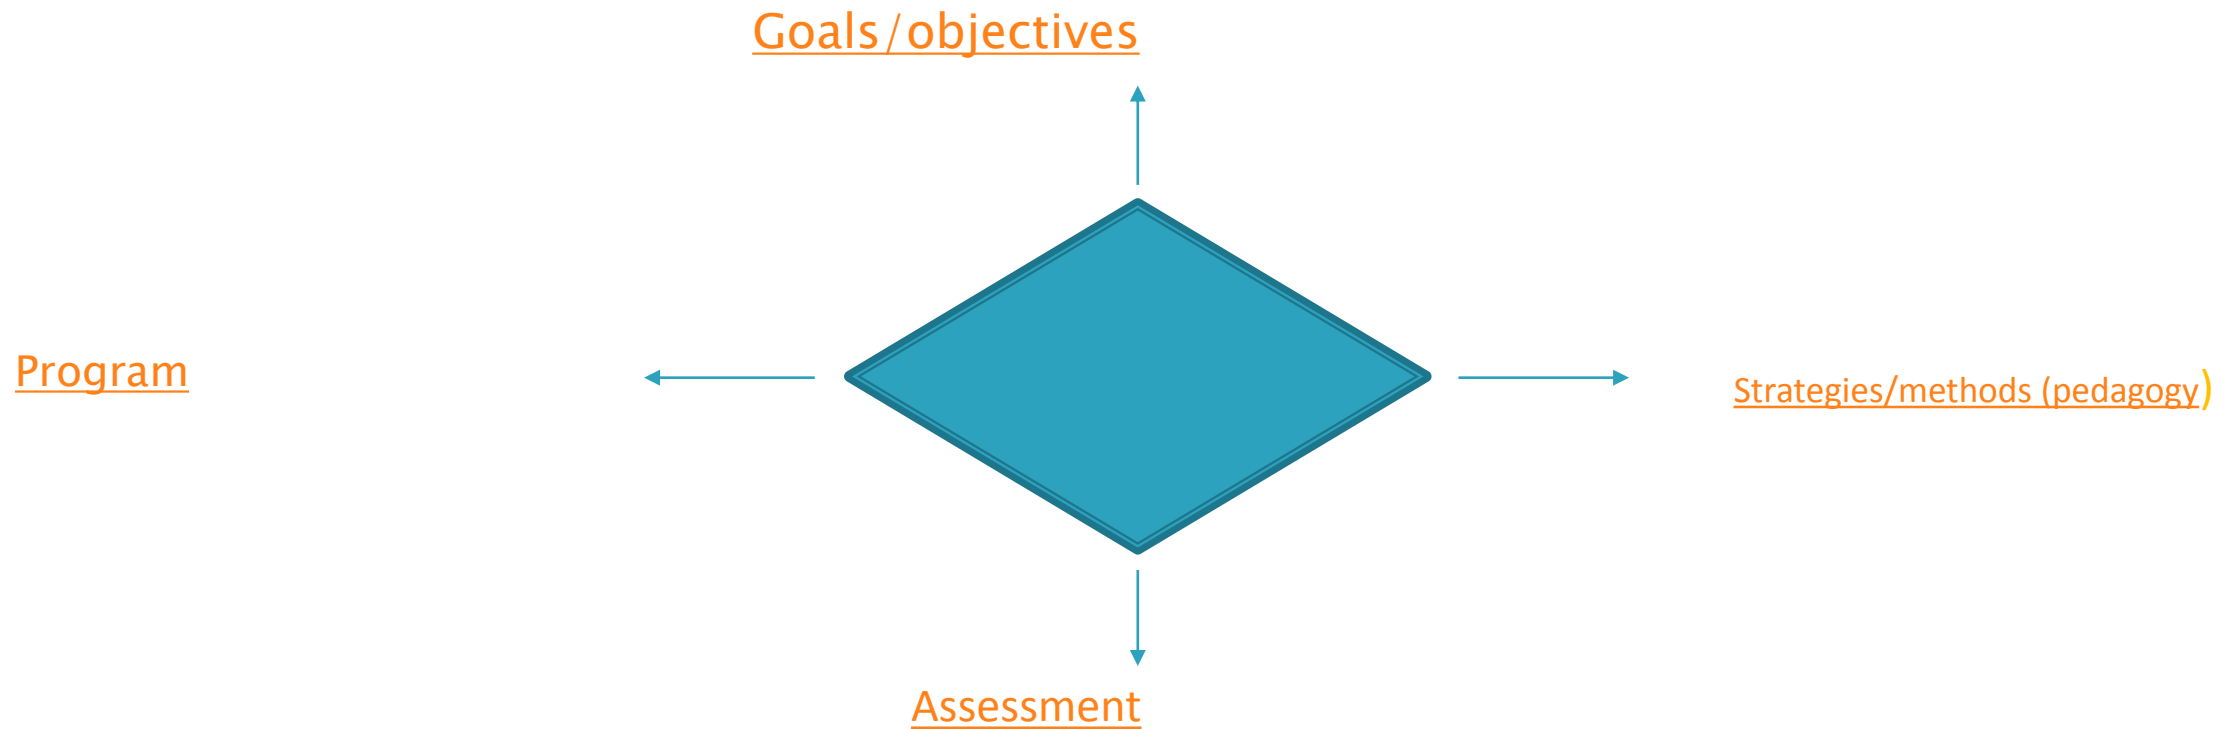 Goals/objectives
Program
Strategies/methods (pedagogy)
Assessment